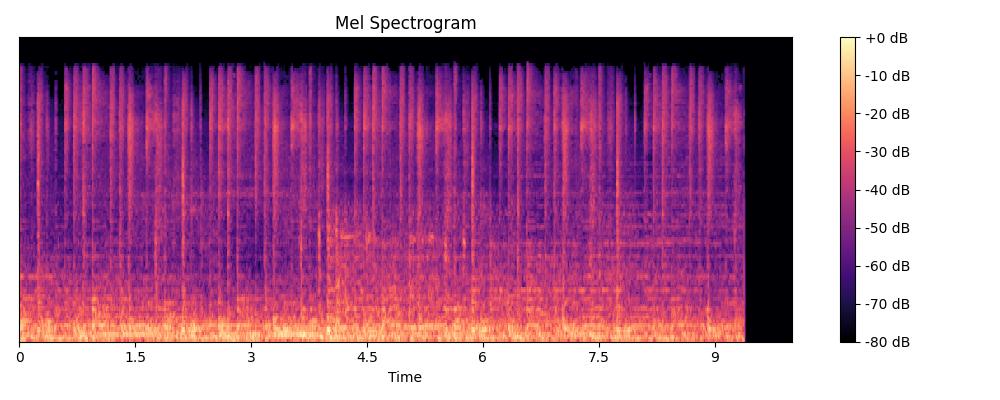 Mel Spectrogram
+0 dB
-10 dB
-20 dB
-30 dB
-40 dB
-50 dB
-60 dB
-70 dB
-80 dB
0 1.5 3 4.5 6 7.5 9
Time